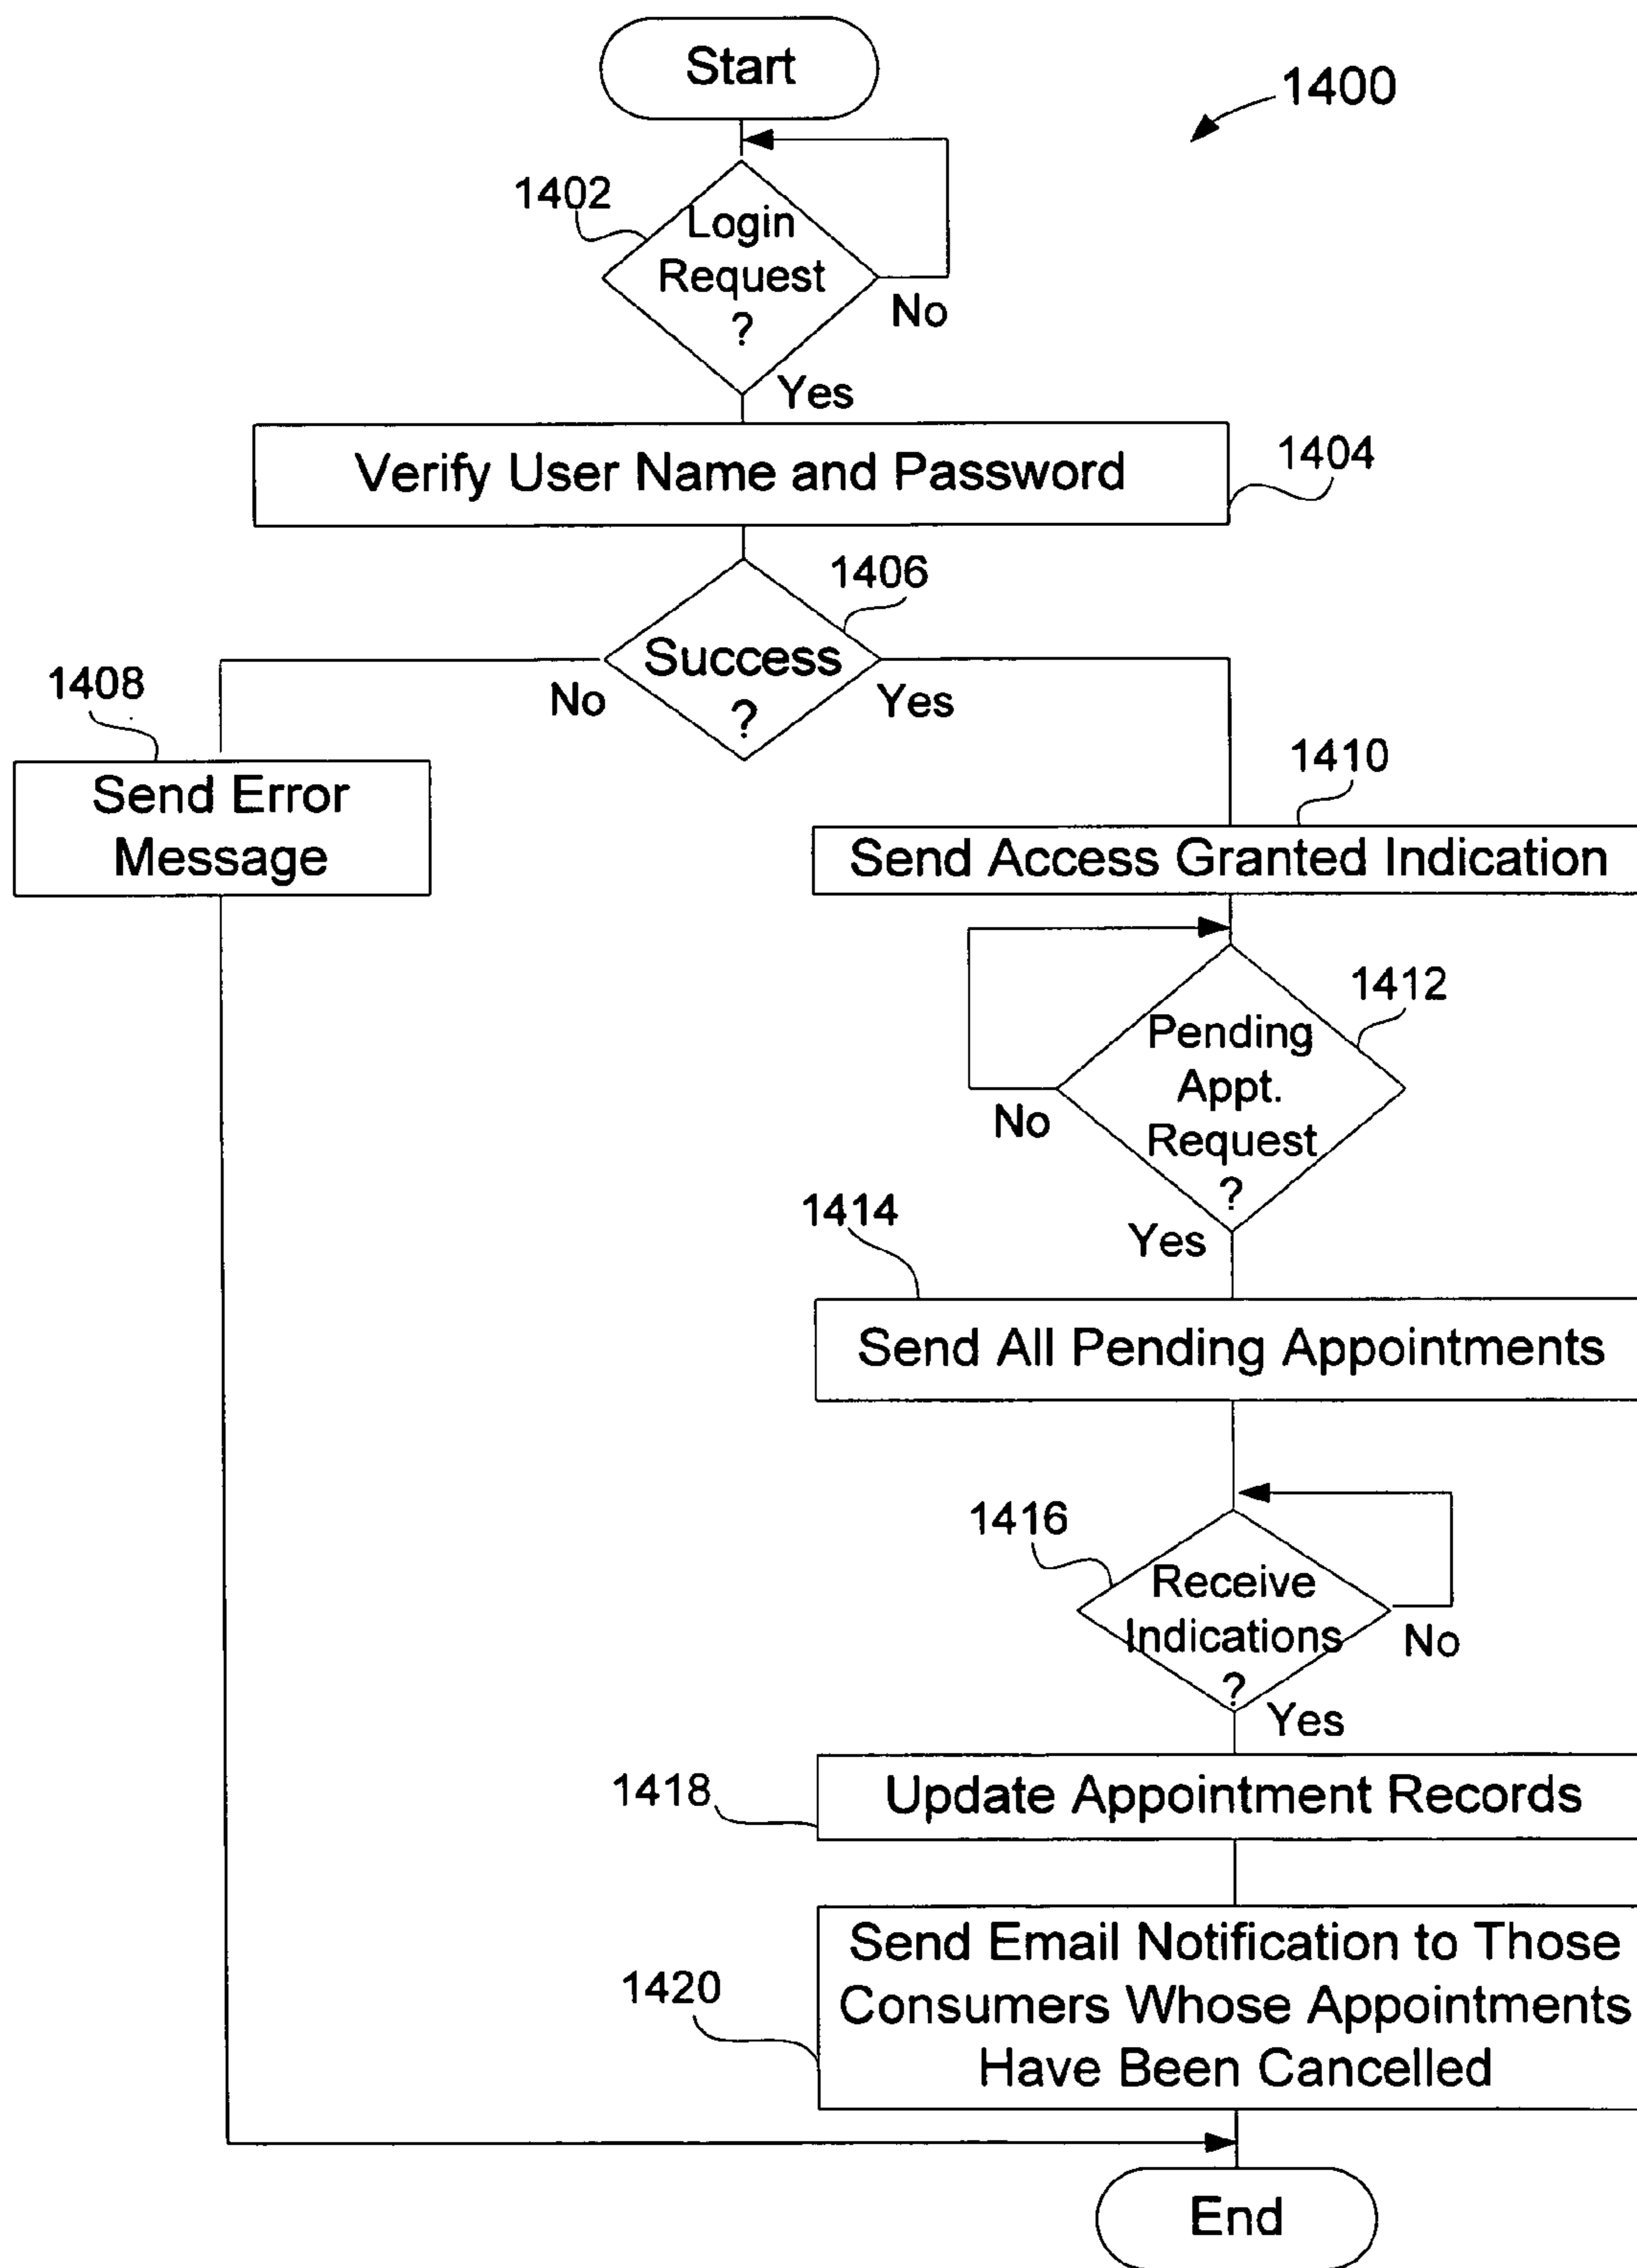 Start
1400
1402
Login
Request
?
No
Yes
Verify User Name and Password
1404
1406
Success
?
No
Yes
1408
Send Error
Message
1410
Send Access Granted Indication
1412
Pending
Appt.
Request
?
No
Yes
1414
Send All Pending Appointments
1416
Receive
Indications
?
No
Yes
1418
Update Appointment Records
1420
Send Email Notification to Those
Consumers Whose Appointments
Have Been Cancelled
End